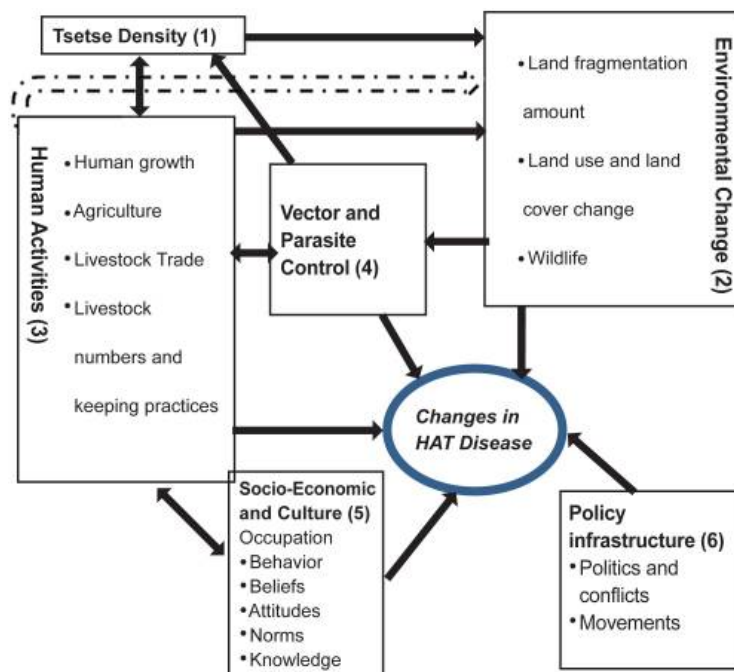 Tsetse Density (1)
Environmental Change (2)
• Land fragmentation
amount
• Land use and land
cover change
• Wildlife
Human Activities (3)
• Human growth
• Agriculture
• Livestock Trade
• Livestock
numbers and
keeping practices
Vector and
Parasite
Control (4)
Changes in
HAT Disease
Socio-Economic
and Culture (5)
Occupation
• Behavior
• Beliefs
• Attitudes
• Norms
• Knowledge
Policy
infrastructure (6)
• Politics and
conflicts
• Movements